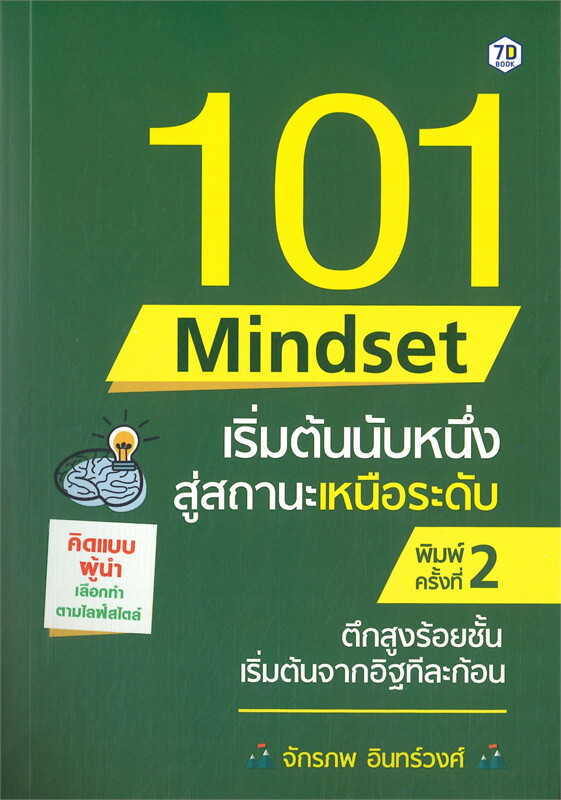 7D
BOOK
101
Mindset
เริ่มต้นนับหนึ่ง
สู่สถานะเหนือระดับ
คิดแบบ
ผู้นำ
เลือกทำ
ตามไลฟ์สไตล์
พิมพ์
ครั้งที่ 2
ตึกสูงร้อยชั้น
เริ่มต้นจากอิฐทีละก้อน
จักรภพ อินทร์วงศ์